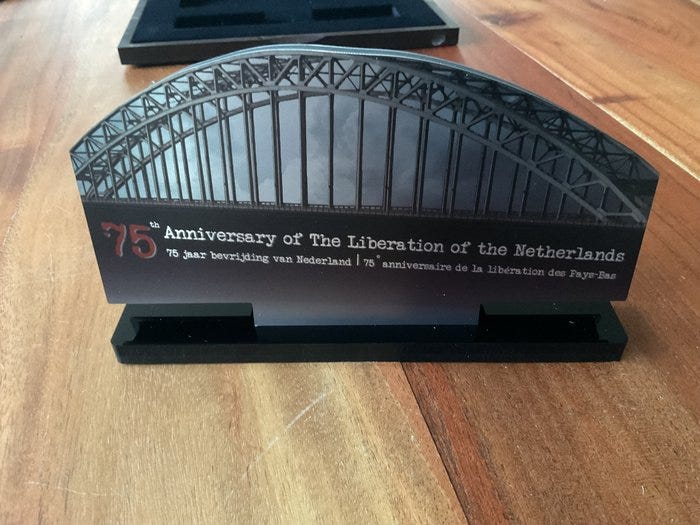 75th Anniversary of The Liberation of the Netherlands
75 jaar bevrijding van Nederland | 75° anniversaire de la libération des Pays-Bas